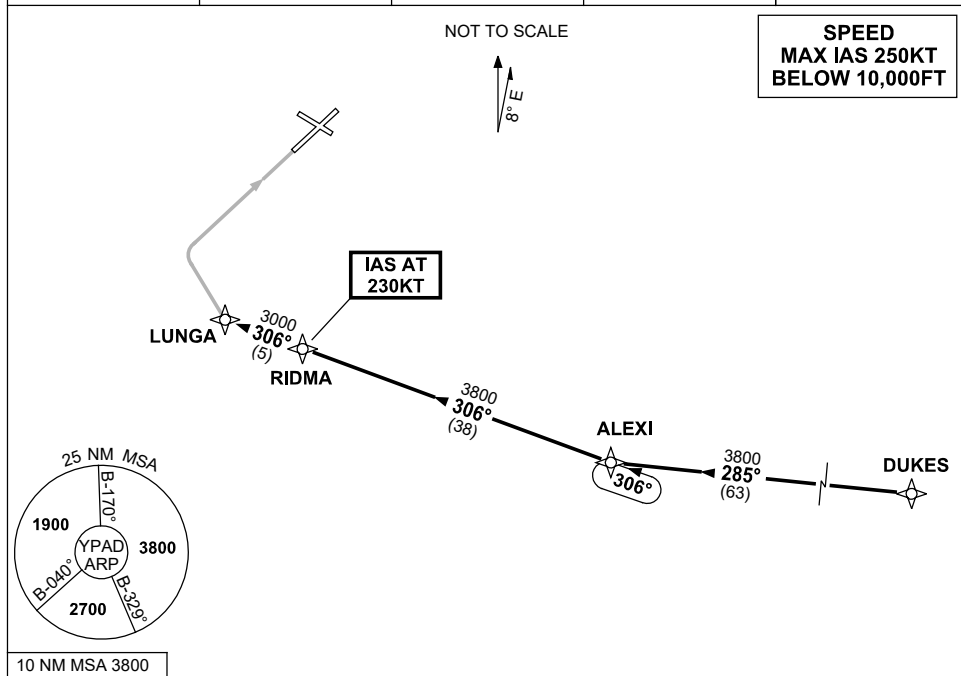 NOT TO SCALE
SPEED
MAX IAS 250KT
BELOW 10,000FT
8° E
IAS AT
230KT
LUNGA
3000
306°
(5)
RIDMA
3800
306°
(38)
ALEXI
306°
3800
285°
(63)
DUKES
25 NM MSA
B-170°
1900
YPAD
ARP
3800
B-040°
B-329°
2700
10 NM MSA 3800